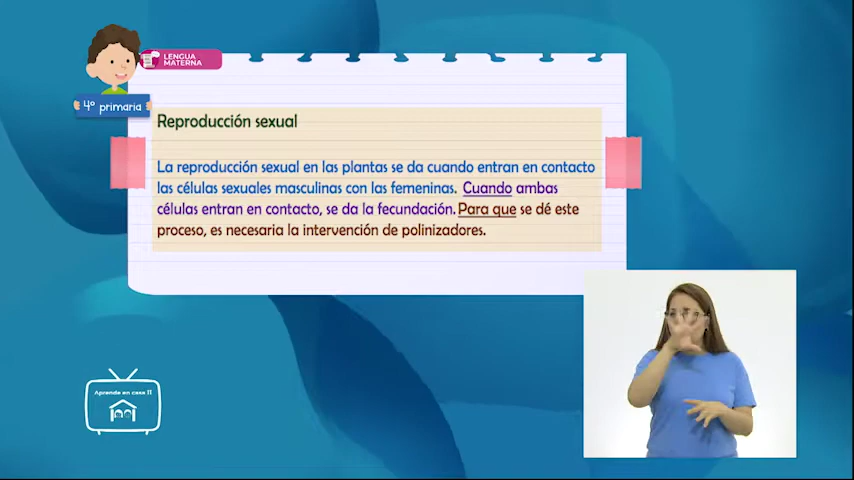 LENGUA
MATERNA
4º primaria
Reproducción sexual
La reproducción sexual en las plantas se da cuando entran en contacto
las células sexuales masculinas con las femeninas. Cuando ambas
células entran en contacto, se da la fecundación. Para que se dé este
proceso, es necesaria la intervención de polinizadores.
Aprende en casa II